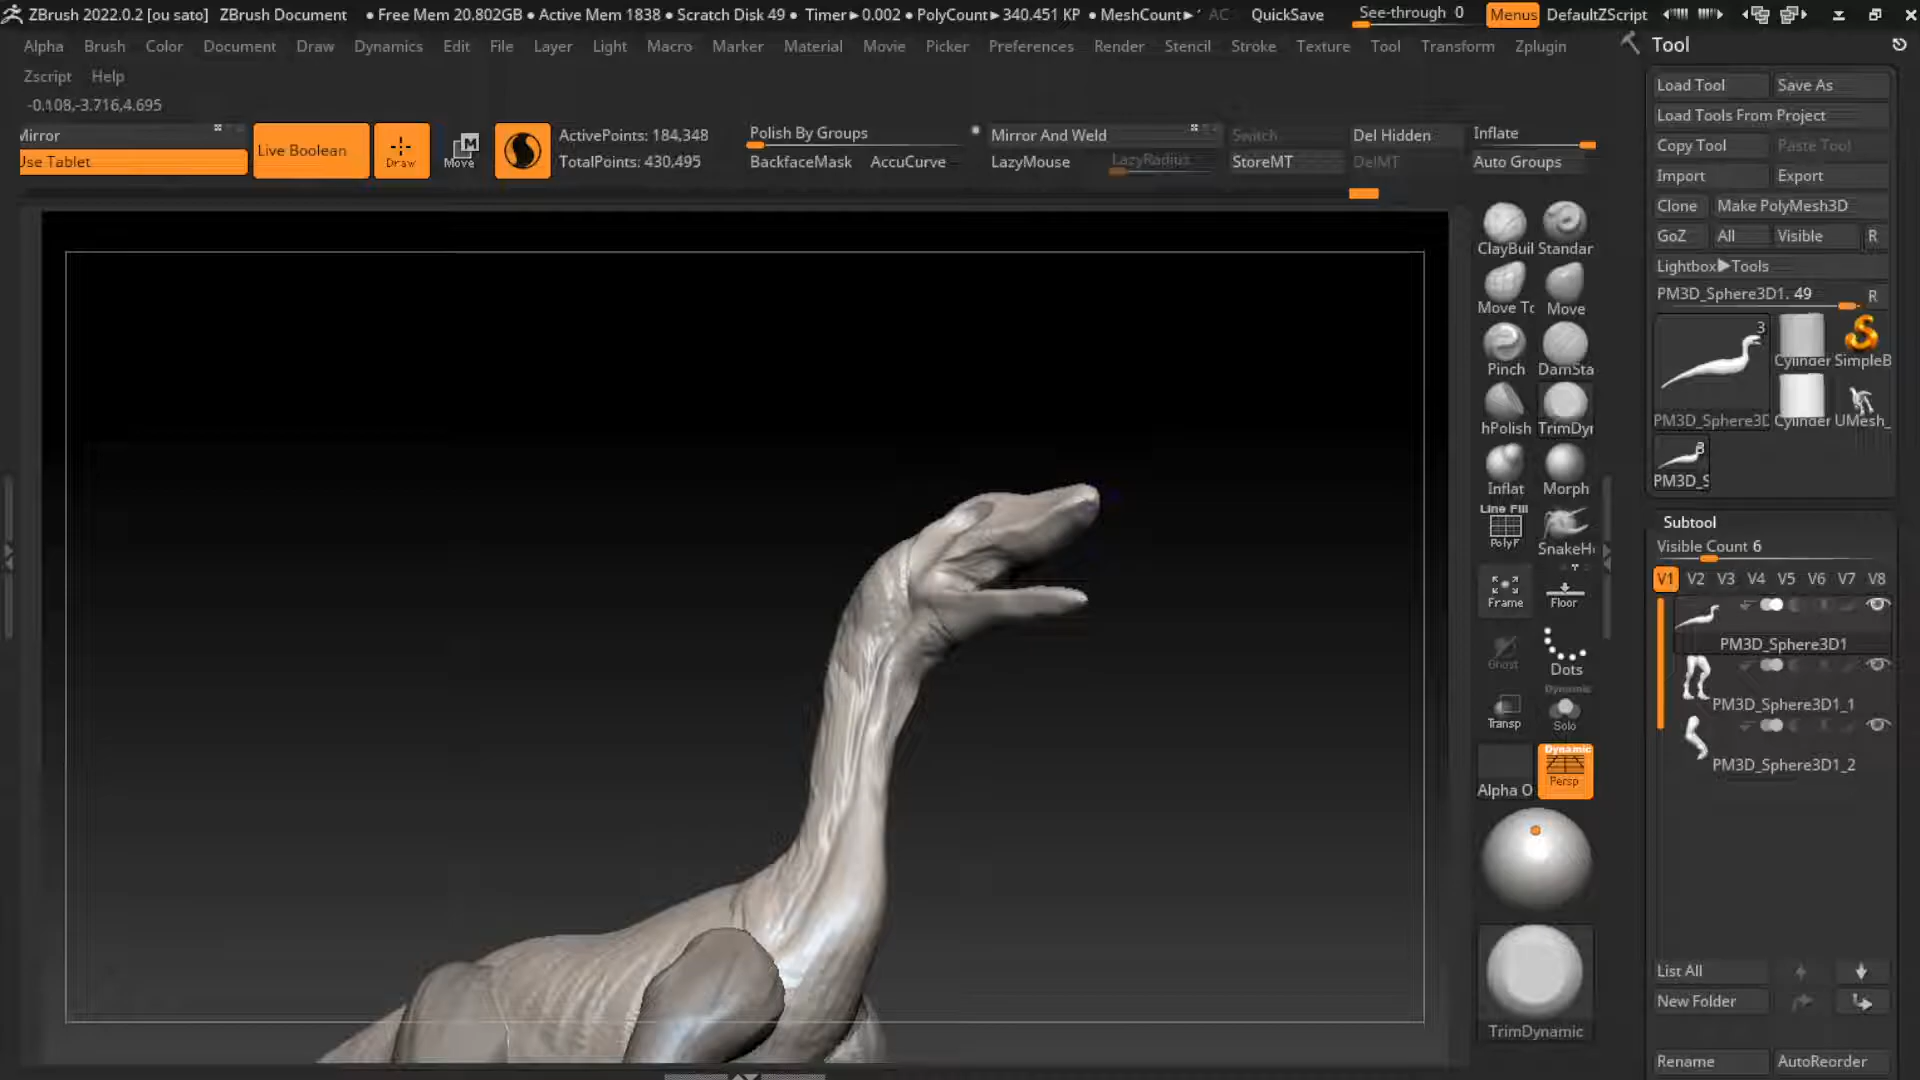 ZBrush 2022.0.2 [ou sato] ZBrush Document • Free Mem 20.802GB • Active Mem 1838 • Scratch Disk 49 • Timer▸0.002 • PolyCount▸340.451 KP • MeshCount▸ AC QuickSave See-through 0 Menus DefaultZScript
Alpha Brush Color Document Draw Dynamics Edit File Layer Light Macro Marker Material Movie Picker Preferences Render Stencil Stroke Texture Tool Transform Zplugin
Zscript Help
-0.108,-3.716,4.695
Mirror
Use Tablet
Live Boolean
Draw
Move
ActivePoints: 184,348
TotalPoints: 430,495
Polish By Groups
BackfaceMask AccuCurve
Mirror And Weld
LazyMouse LazyRadius
Switch
StoreMT
Del Hidden
DelMT
Inflate
Auto Groups
ClayBuil Standar
Move To Move
Pinch DamSta
hPolish TrimDyn
Inflat Morph
Line Fill
PolyF
SnakeH
Frame Floor
Ghost Dots
Transp
Dynamic
Solo
Alpha O
Dynamic
Persp
TrimDynamic
Tool
Load Tool Save As
Load Tools From Project
Copy Tool Paste Tool
Import Export
Clone Make PolyMesh3D
GoZ All Visible R
Lightbox▸Tools
PM3D_Sphere3D1. 49 R
3
Cylinder SimpleB
PM3D_Sphere3D Cylinder UMesh_
3
PM3D_S
Subtool
Visible Count 6
V1 V2 V3 V4 V5 V6 V7 V8
PM3D_Sphere3D1
PM3D_Sphere3D1_1
PM3D_Sphere3D1_2
List All
New Folder
Rename AutoReorder